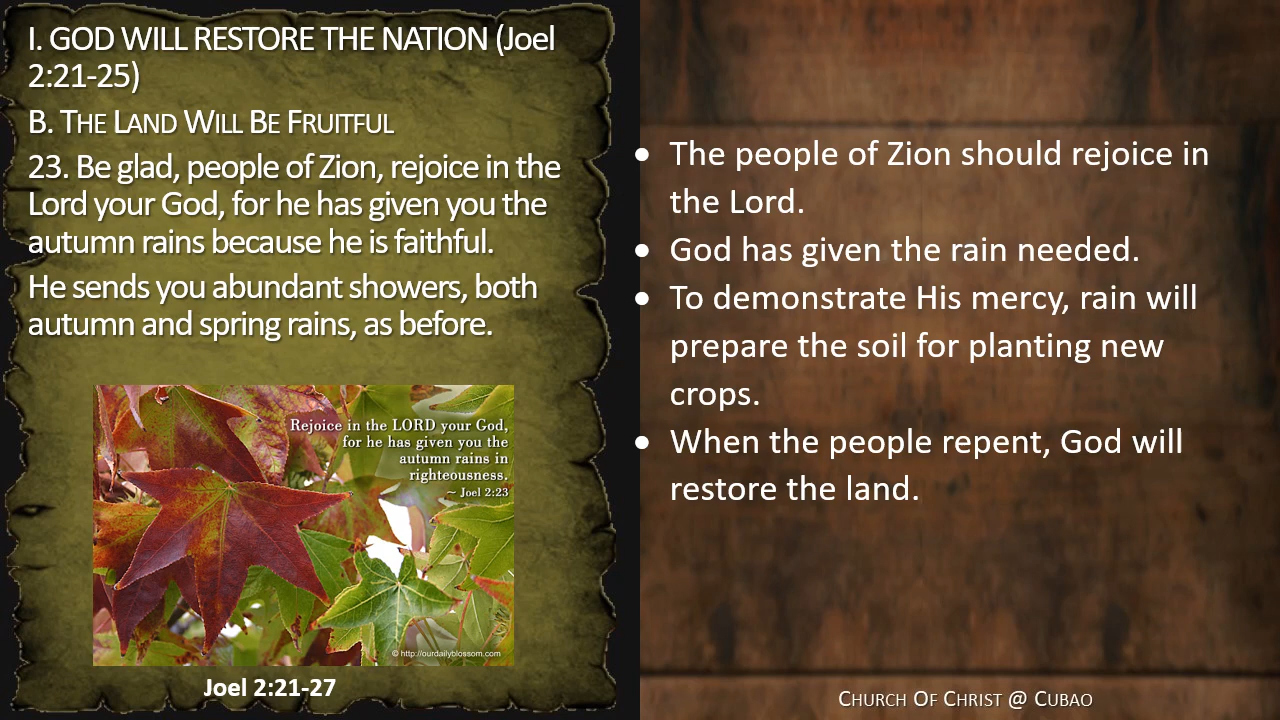 I. GOD WILL RESTORE THE NATION (Joel
2:21-25)
B. THE LAND WILL BE FRUITFUL
23. Be glad, people of Zion, rejoice in the
Lord your God, for he has given you the
autumn rains because he is faithful.
He sends you abundant showers, both
autumn and spring rains, as before.
Rejoice in the LORD your God,
for he has given you the
autumn rains in
righteousness.
~ Joel 2:23
© http://ourdailyblossom.com
Joel 2:21-27
• The people of Zion should rejoice in
the Lord.
• God has given the rain needed.
• To demonstrate His mercy, rain will
prepare the soil for planting new
crops.
• When the people repent, God will
restore the land.
CHURCH OF CHRIST @ CUBAO